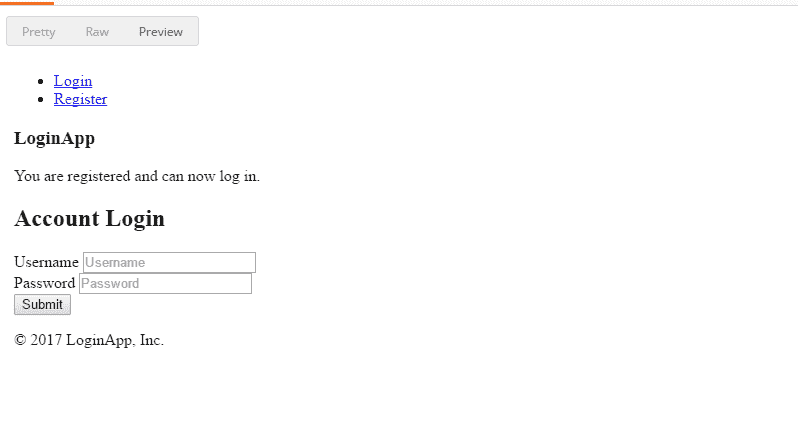 Pretty Raw Preview
Login
Register
LoginApp
You are registered and can now log in.
Account Login
Username Username
Password Password
Submit
© 2017 LoginApp, Inc.